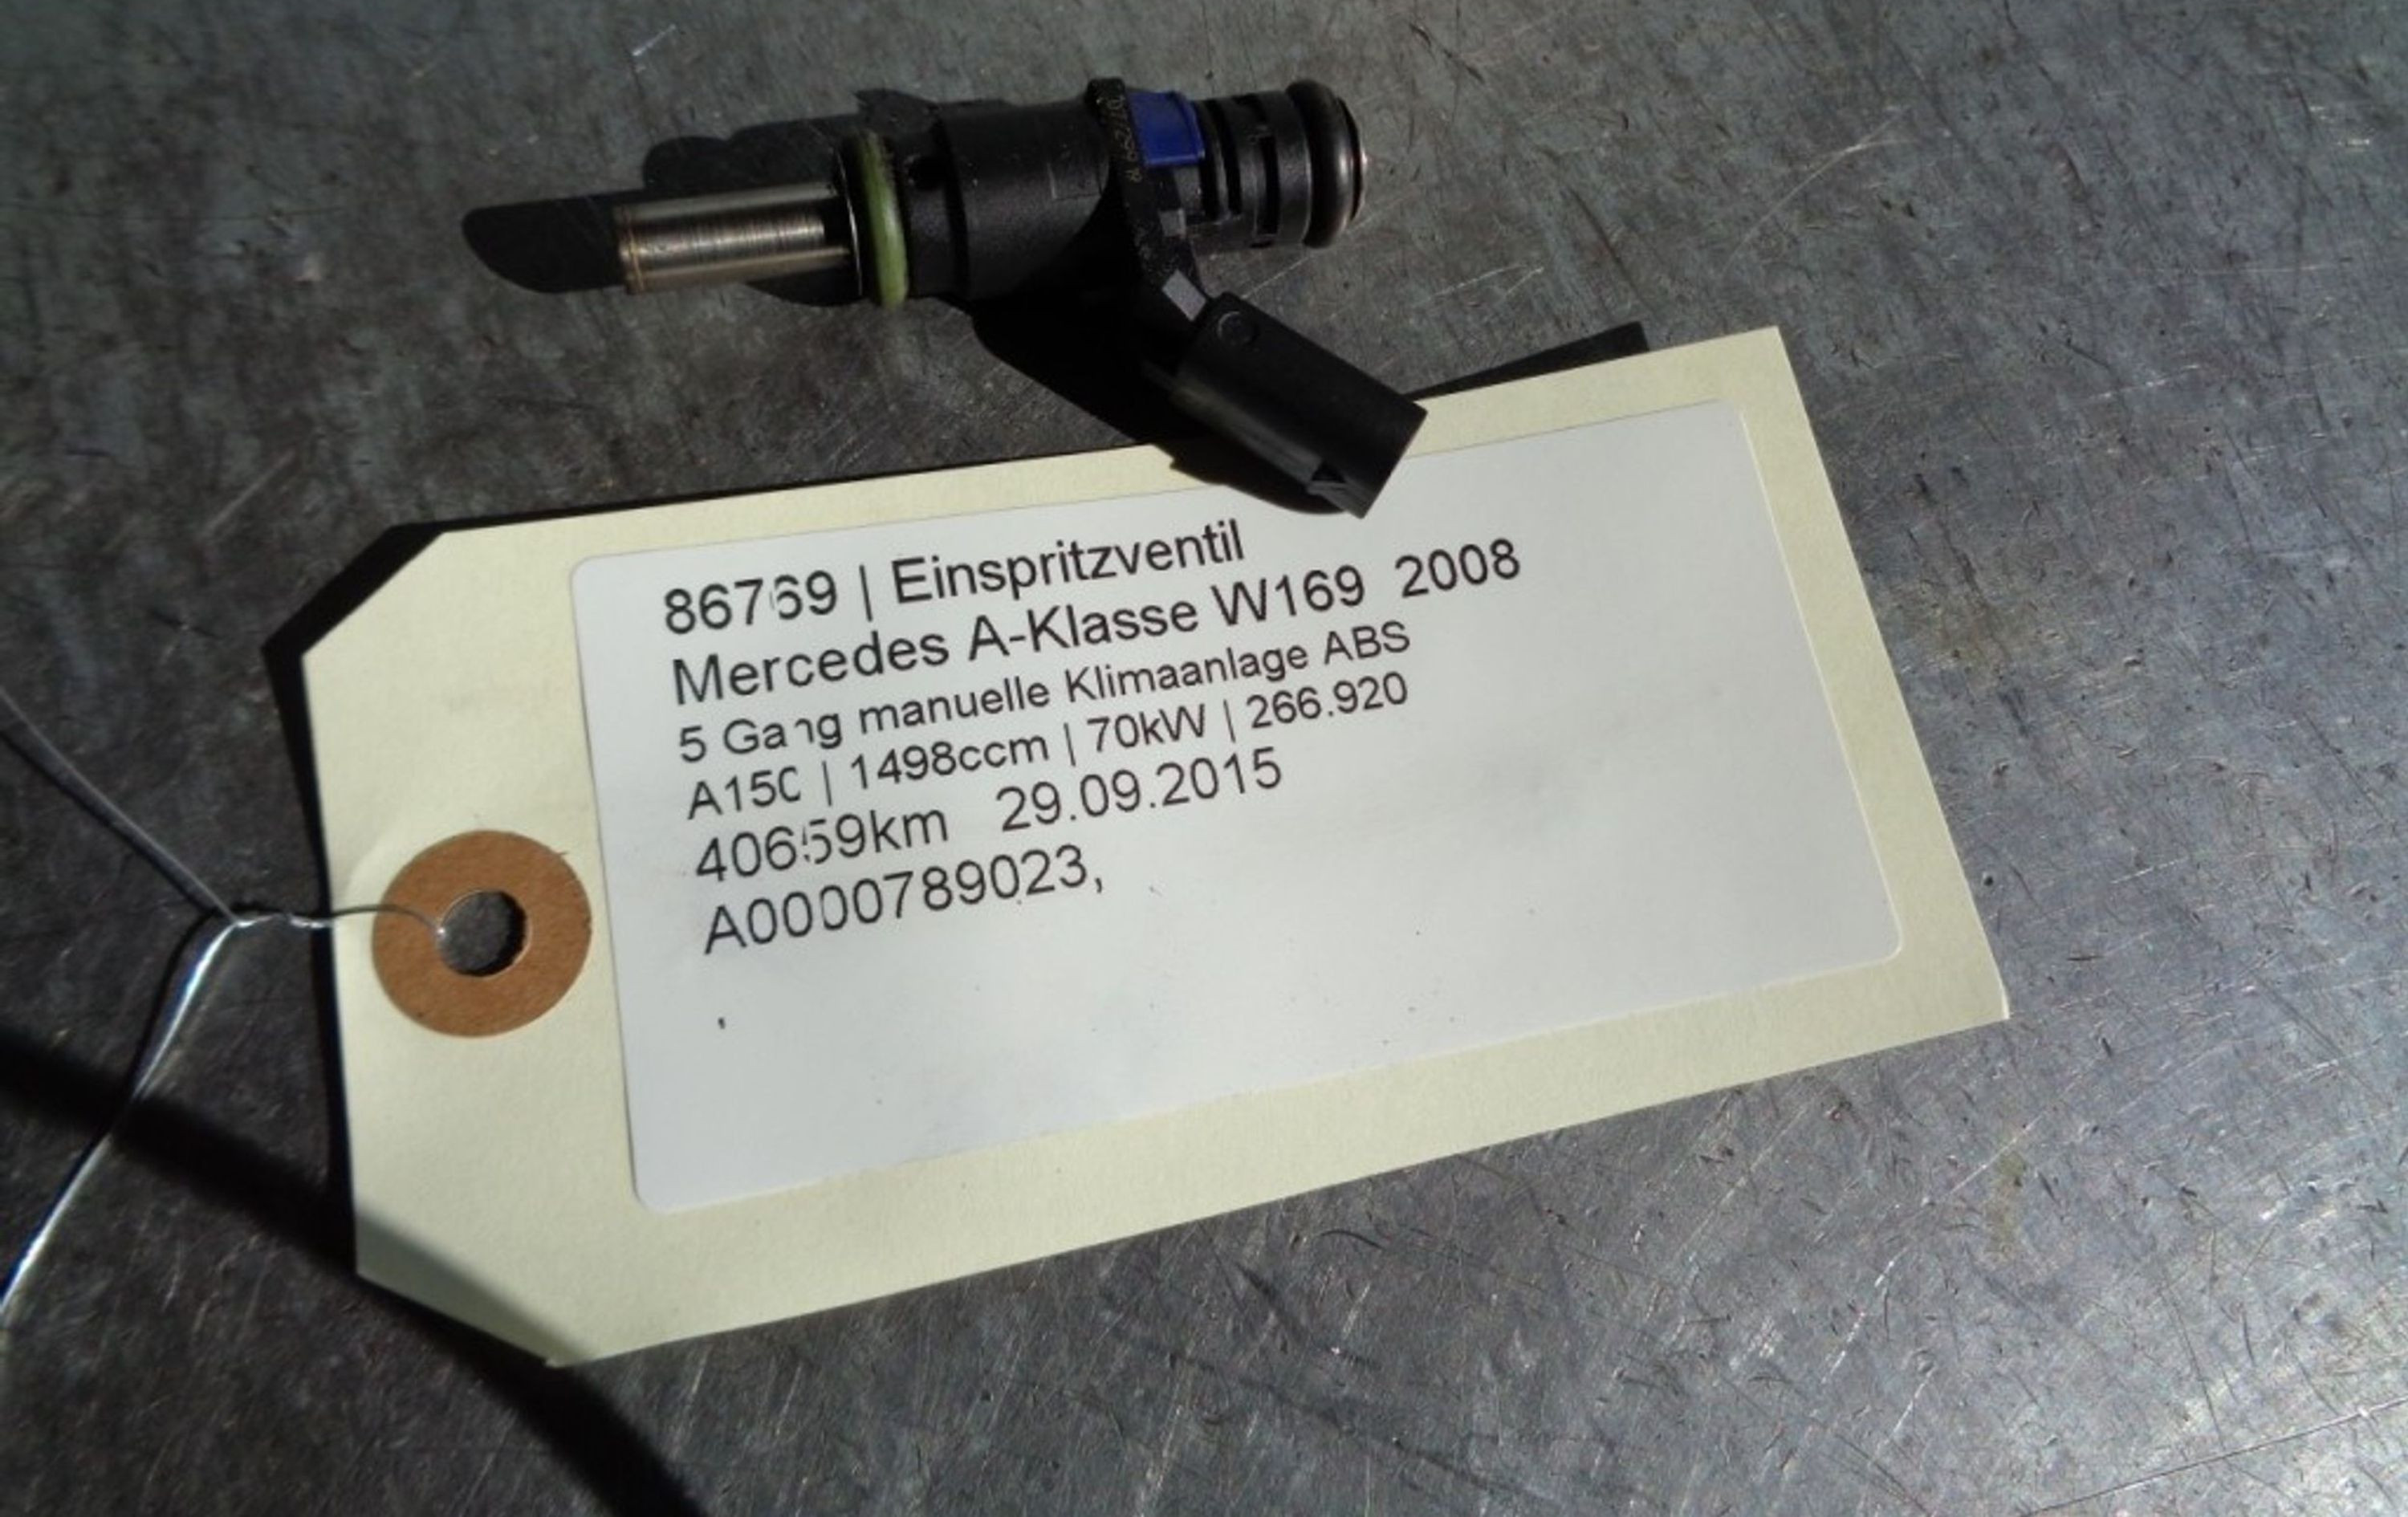 86769 | Einspritzventil
Mercedes A-Klasse W169 2008
5 Gang manuelle Klimaanlage ABS
A150 | 1498ccm | 70kW | 266.920
40659km 29.09.2015
A0000789023,
,